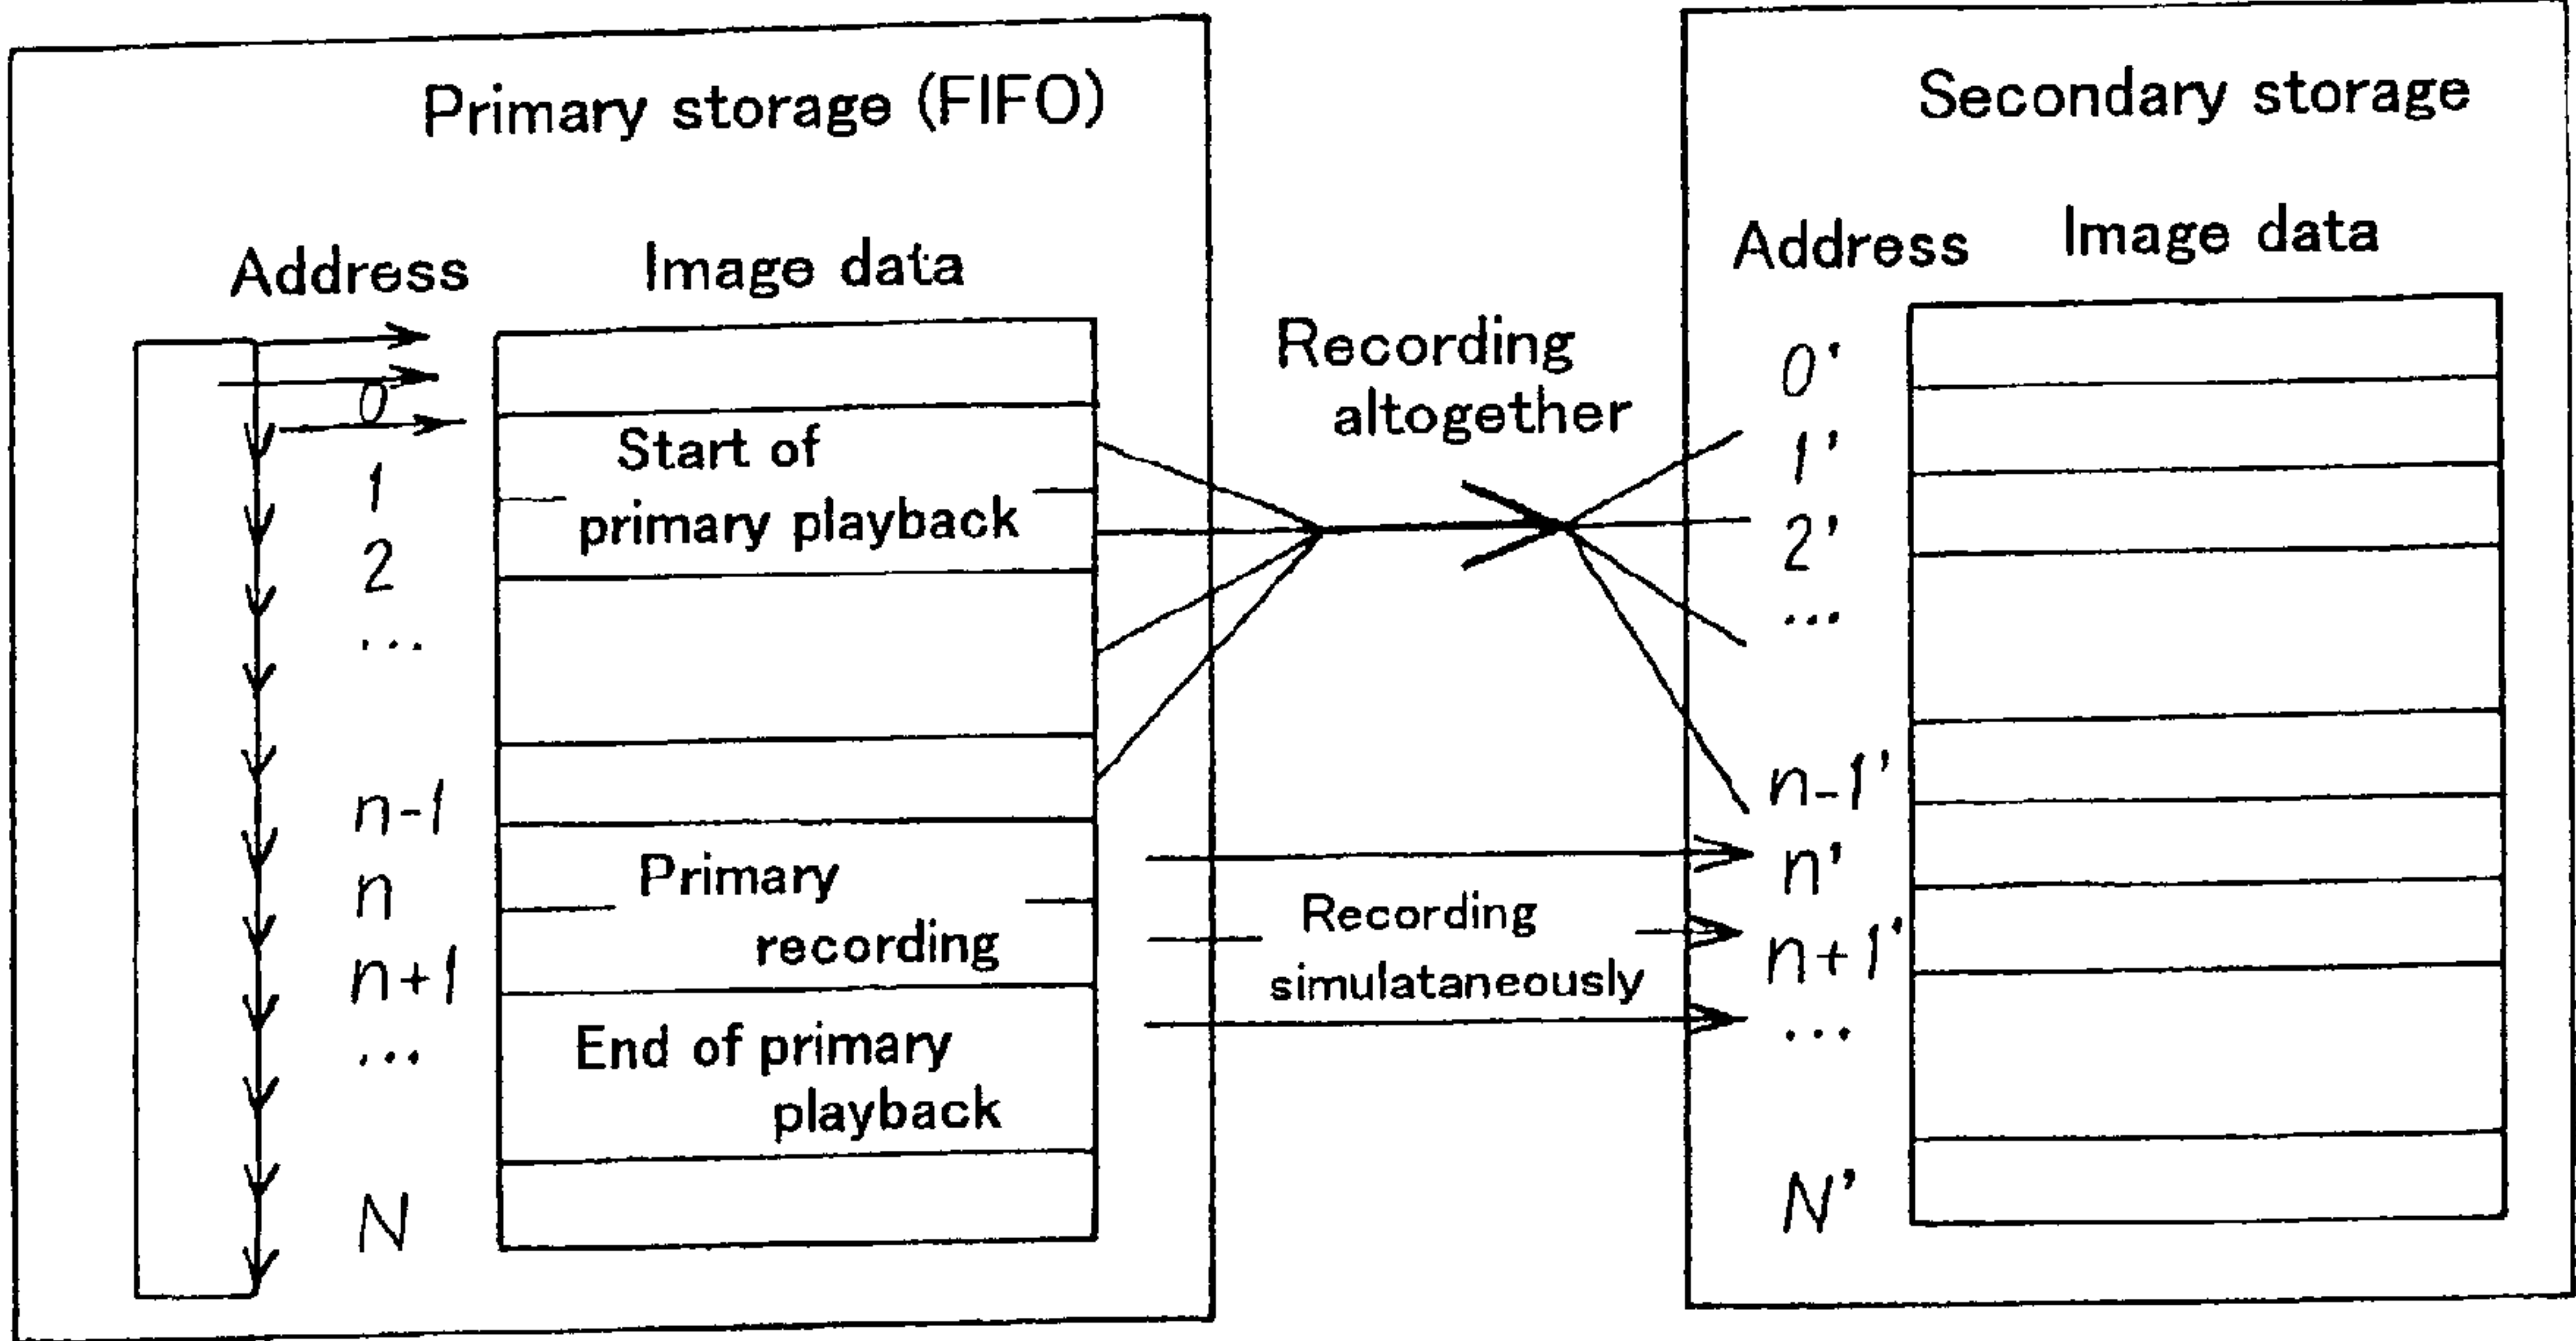 Primary storage (FIFO)
Address
Image data
0
1
2
...
n-1
n
n+1
...
N
Start of
primary playback
Primary
recording
End of primary
playback
Recording
altogether
Recording
simulataneously
Secondary storage
Address
Image data
0'
1'
2'
...
n-1'
n'
n+1'
...
N'